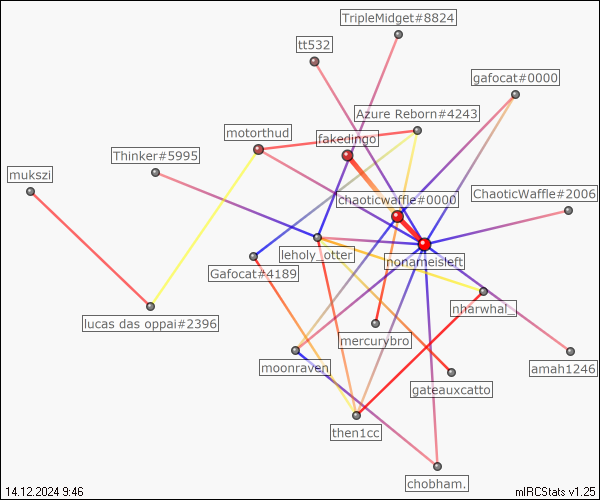 TripleMidget#8824
tt532
gafocat#0000
Azure Reborn#4243
motorthud
fakedingo
Thinker#5995
mukszi
ChaoticWaffle#2006
chaoticwaffle#0000
leholy_otter
nonameisleft
Gafocat#4189
nharwhal_
lucas das oppai#2396
mercurybro
moonraven
amah1246
gateauxcatto
then1cc
chobham.
14.12.2024 9:46
mIRCStats v1.25